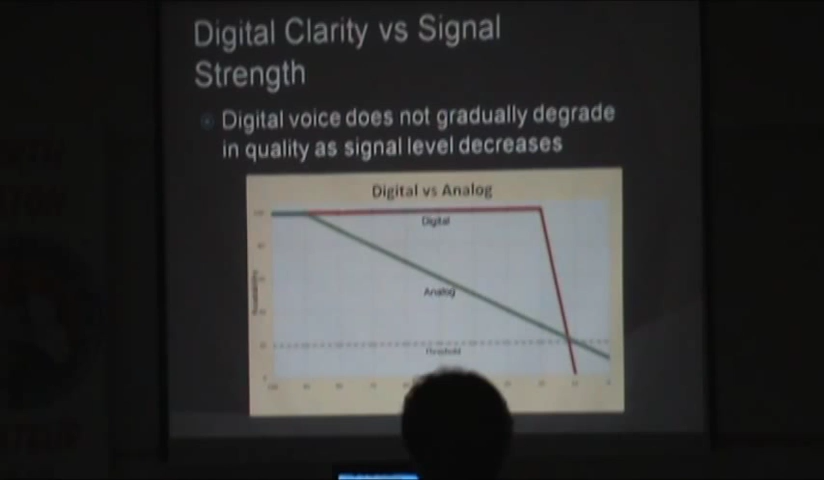 Digital Clarity vs Signal
Strength
Digital voice does not gradually degrade
in quality as signal level decreases
Digital vs Analog
Digital
Analog
Threshold